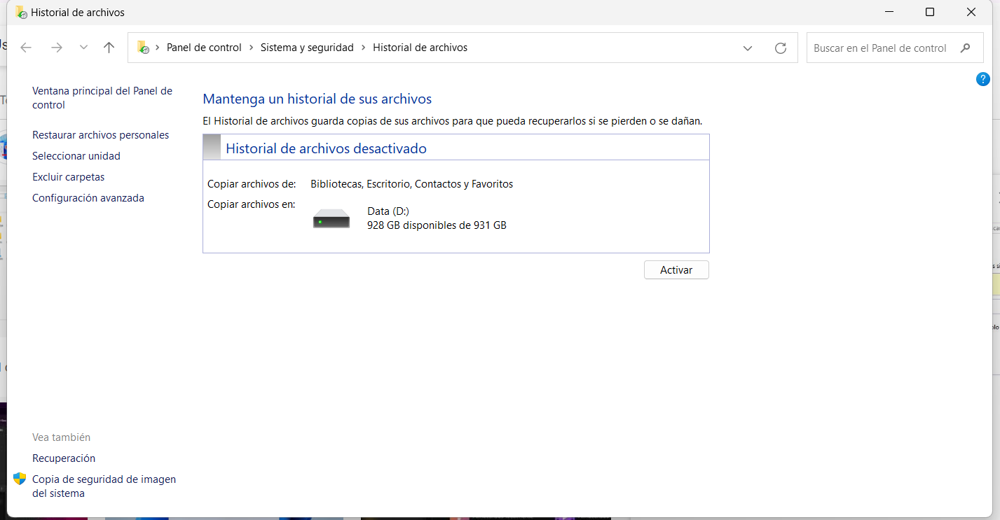 Historial de archivos
Panel de control > Sistema y seguridad > Historial de archivos
Buscar en el Panel de control
?
Ventana principal del Panel de
control
Restaurar archivos personales
Seleccionar unidad
Excluir carpetas
Configuración avanzada
Mantenga un historial de sus archivos
El Historial de archivos guarda copias de sus archivos para que pueda recuperarlos si se pierden o se dañan.
Historial de archivos desactivado
Copiar archivos de: Bibliotecas, Escritorio, Contactos y Favoritos
Copiar archivos en:
Data (D:)
928 GB disponibles de 931 GB
Activar
Vea también
Recuperación
Copia de seguridad de imagen
del sistema